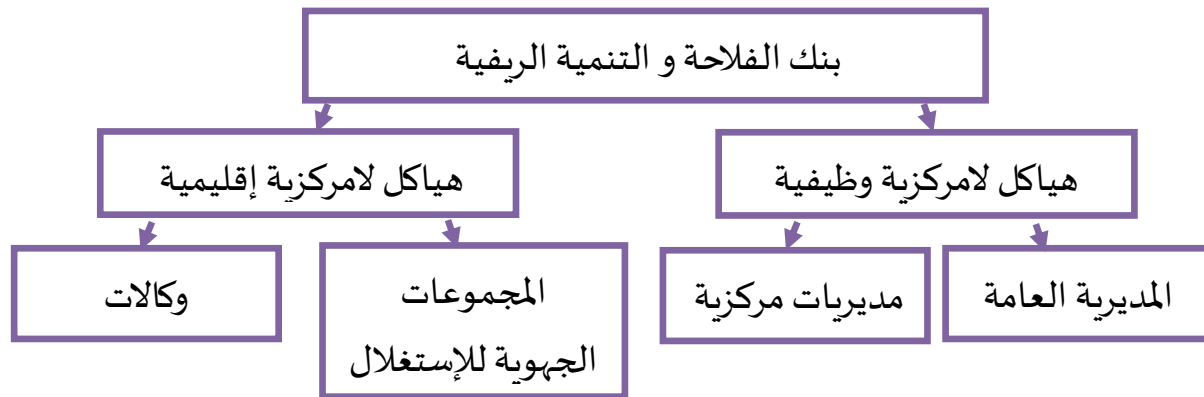 بنك الفلاحة و التنمية الريفية
هياكل لامركزية وظيفية
هياكل لامركزية إقليمية
المديرية العامة
مديريات مركزية
المجموعات
الجهوية للإستغلال
وكالات